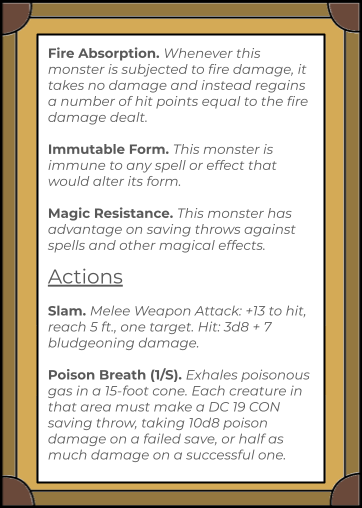 Fire Absorption. Whenever this
monster is subjected to fire damage, it
takes no damage and instead regains
a number of hit points equal to the fire
damage dealt.
Immutable Form. This monster is
immune to any spell or effect that
would alter its form.
Magic Resistance. This monster has
advantage on saving throws against
spells and other magical effects.
Actions
Slam. Melee Weapon Attack: +13 to hit,
reach 5 ft., one target. Hit: 3d8 + 7
bludgeoning damage.
Poison Breath (1/S). Exhales poisonous
gas in a 15-foot cone. Each creature in
that area must make a DC 19 CON
saving throw, taking 10d8 poison
damage on a failed save, or half as
much damage on a successful one.